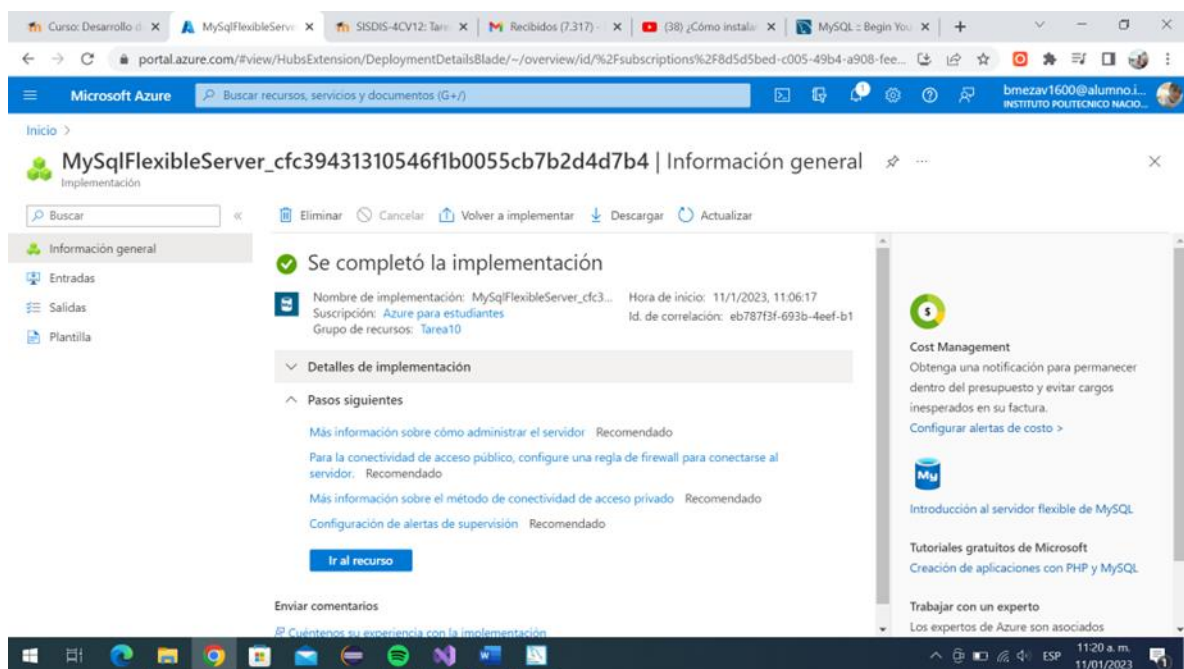 Curso: Desarrollo d
MySqlFlexibleServe
SISDIS-4CV12: Tare
Recibidos (7.317) -
(38) ¿Cómo instala
MySQL :: Begin You
portal.azure.com/#view/HubsExtension/DeploymentDetailsBlade/~/overview/id/%2Fsubscriptions%2F8d5d5bed-c005-49b4-a908-fee...
Microsoft Azure
Buscar recursos, servicios y documentos (G+/)
1
bmezav1600@alumno.i...
INSTITUTO POLITECNICO NACIO...
Inicio >
MySqlFlexibleServer_cfc39431310546f1b0055cb7b2d4d7b4 | Información general
Implementación
Buscar
Eliminar
Cancelar
Volver a implementar
Descargar
Actualizar
Información general
Entradas
Salidas
Plantilla
Se completó la implementación
Nombre de implementación: MySqlFlexibleServer_cfc3...
Hora de inicio: 11/1/2023, 11:06:17
Suscripción: Azure para estudiantes
Id. de correlación: eb787f3f-693b-4eef-b1
Grupo de recursos: Tarea10
Detalles de implementación
Pasos siguientes
Más información sobre cómo administrar el servidor Recomendado
Para la conectividad de acceso público, configure una regla de firewall para conectarse al
servidor. Recomendado
Más información sobre el método de conectividad de acceso privado Recomendado
Configuración de alertas de supervisión Recomendado
Ir al recurso
Enviar comentarios
Cuéntenos su experiencia con la implementación
$
Cost Management
Obtenga una notificación para permanecer
dentro del presupuesto y evitar cargos
inesperados en su factura.
Configurar alertas de costo >
My
Introducción al servidor flexible de MySQL
Tutoriales gratuitos de Microsoft
Creación de aplicaciones con PHP y MySQL
Trabajar con un experto
Los expertos de Azure son asociados
ESP
11:20 a. m.
11/01/2023